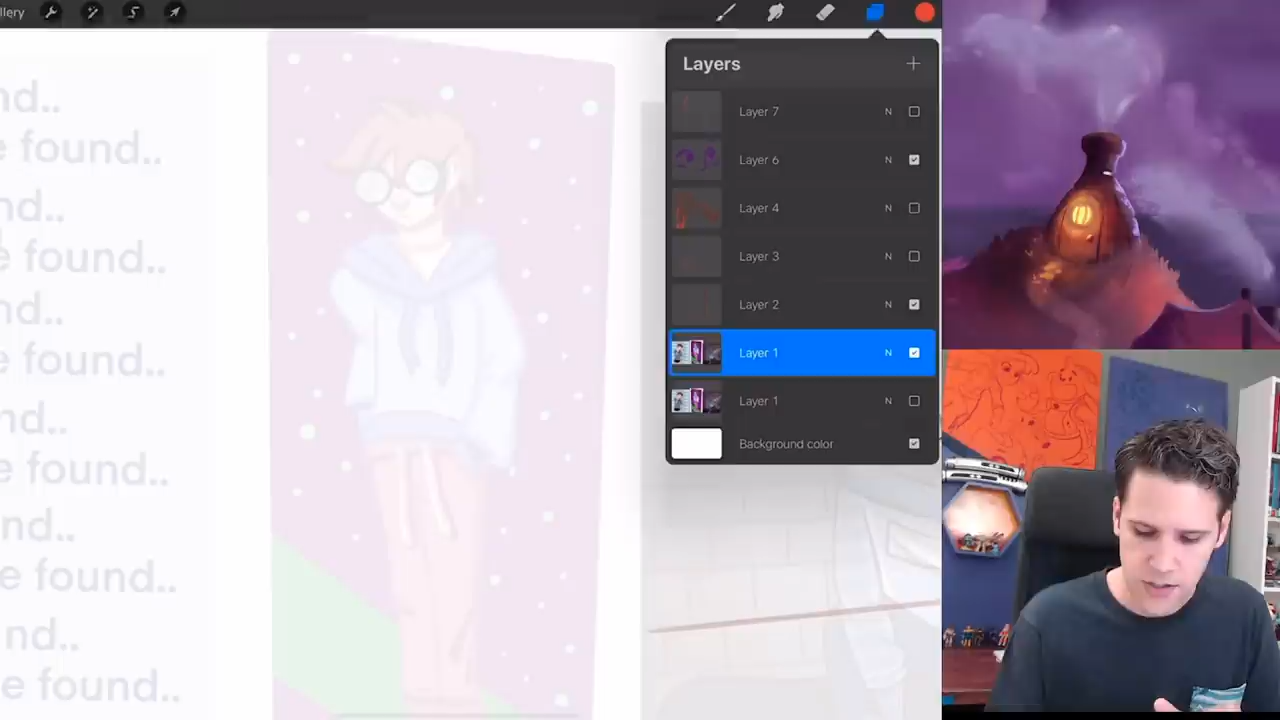 llery
nd..
e found..
nd..
e found..
nd..
e found..
nd..
e found..
nd..
e found..
nd..
e found..
Layers
Layer 7 N
Layer 6 N
Layer 4 N
Layer 3 N
Layer 2 N
Layer 1 N
Layer 1 N
Background color